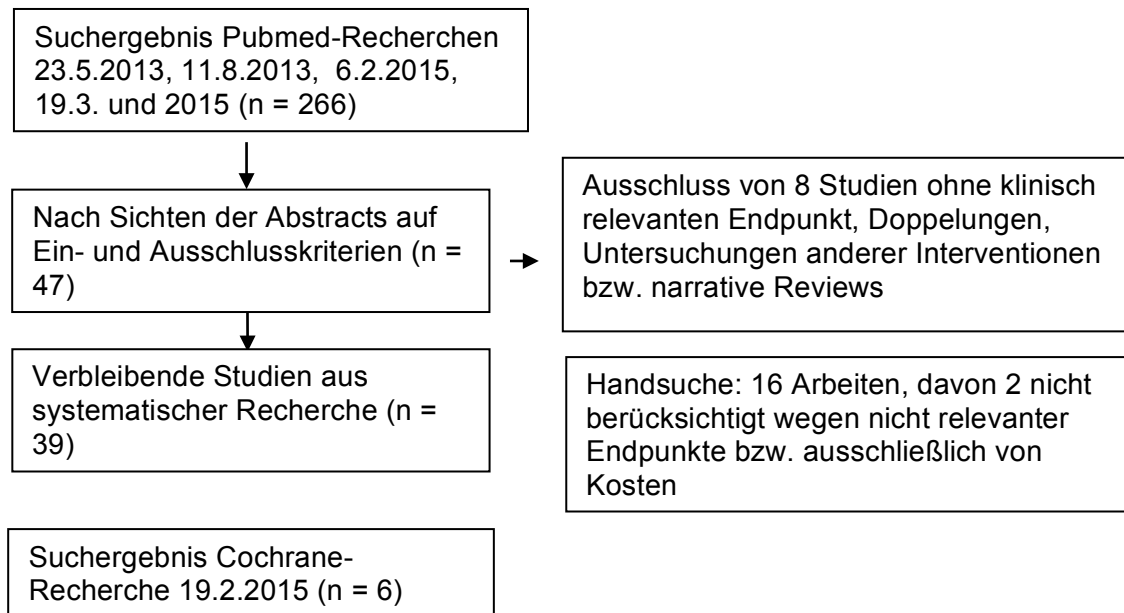 Suchergebnis Pubmed-Recherchen
23.5.2013, 11.8.2013, 6.2.2015,
19.3. und 2015 (n = 266)
Nach Sichten der Abstracts auf
Ein- und Ausschlusskriterien (n =
47)
Ausschluss von 8 Studien ohne klinisch
relevanten Endpunkt, Doppelungen,
Untersuchungen anderer Interventionen
bzw. narrative Reviews
Verbleibende Studien aus
systematischer Recherche (n =
39)
Handsuche: 16 Arbeiten, davon 2 nicht
berücksichtigt wegen nicht relevanter
Endpunkte bzw. ausschließlich von
Kosten
Suchergebnis Cochrane-
Recherche 19.2.2015 (n = 6)